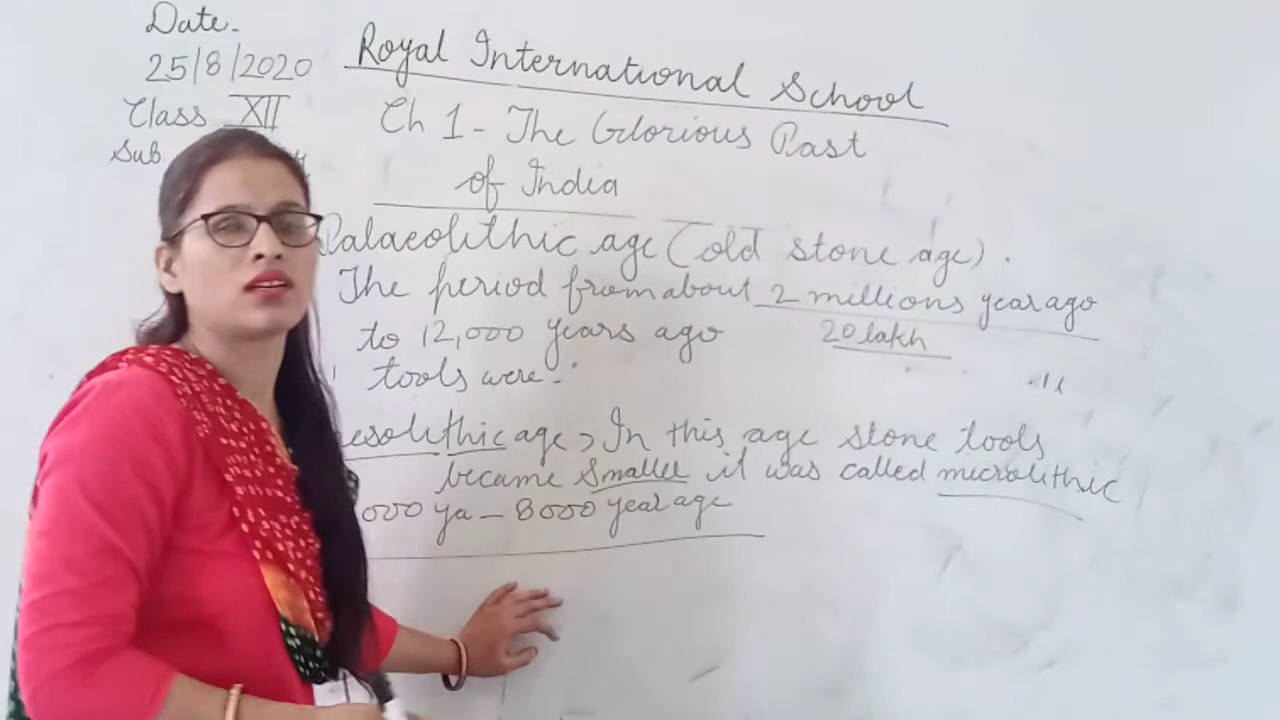 Date.
25/8/2020
Class XII
Sub
Royal International School
Ch 1 - The Glorious Past
of India
Palaeolithic age (old stone age).
The period from about 2 millions year ago
20 lakh
to 12,000 years ago
tools were -
esolithic age > In this age stone tools
became smaller it was called microlithic
000 ya - 8000 year age